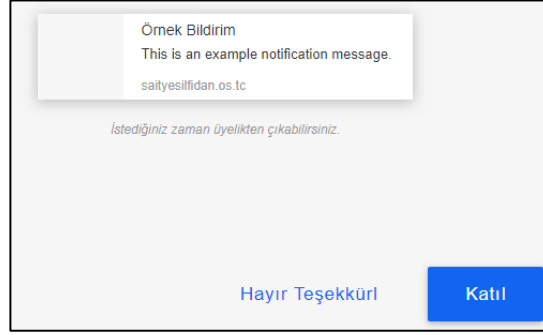 Örnek Bildirim
This is an example notification message.
saityesilfidan.os.tc
İstediğiniz zaman üyelikten çıkabilirsiniz.
Hayır Teşekkürl
Katıl